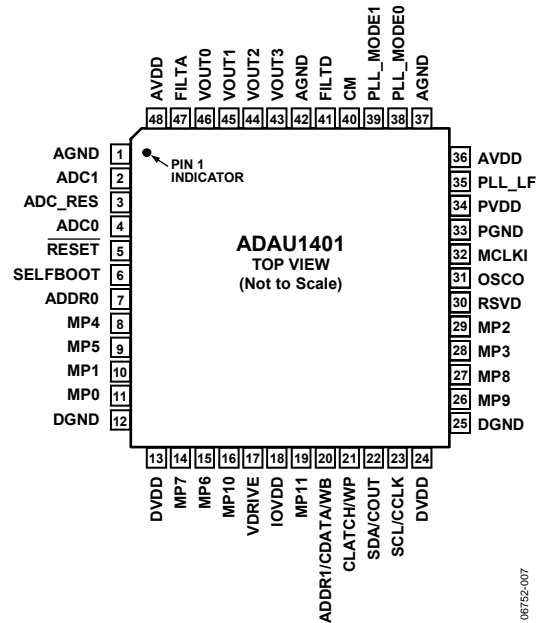 AVDD
FILTA
VOUT0
VOUT1
VOUT2
VOUT3
AGND
FILTD
CM
PLL_MODE1
PLL_MODE0
AGND
48 47 46 45 44 43 42 41 40 39 38 37
AGND 1
ADC1 2
ADC_RES 3
ADC0 4
RESET 5
SELFBOOT 6
ADDR0 7
MP4 8
MP5 9
MP1 10
MP0 11
DGND 12
PIN 1
INDICATOR
ADAU1401
TOP VIEW
(Not to Scale)
36 AVDD
35 PLL_LF
34 PVDD
33 PGND
32 MCLKI
31 OSCO
30 RSVD
29 MP2
28 MP3
27 MP8
26 MP9
25 DGND
13 14 15 16 17 18 19 20 21 22 23 24
DVDD
MP7
MP6
MP10
VDRIVE
IOVDD
MP11
ADDR1/CDATA/WB
CLATCH/WP
SDA/COUT
SCL/CCLK
DVDD
06752-007